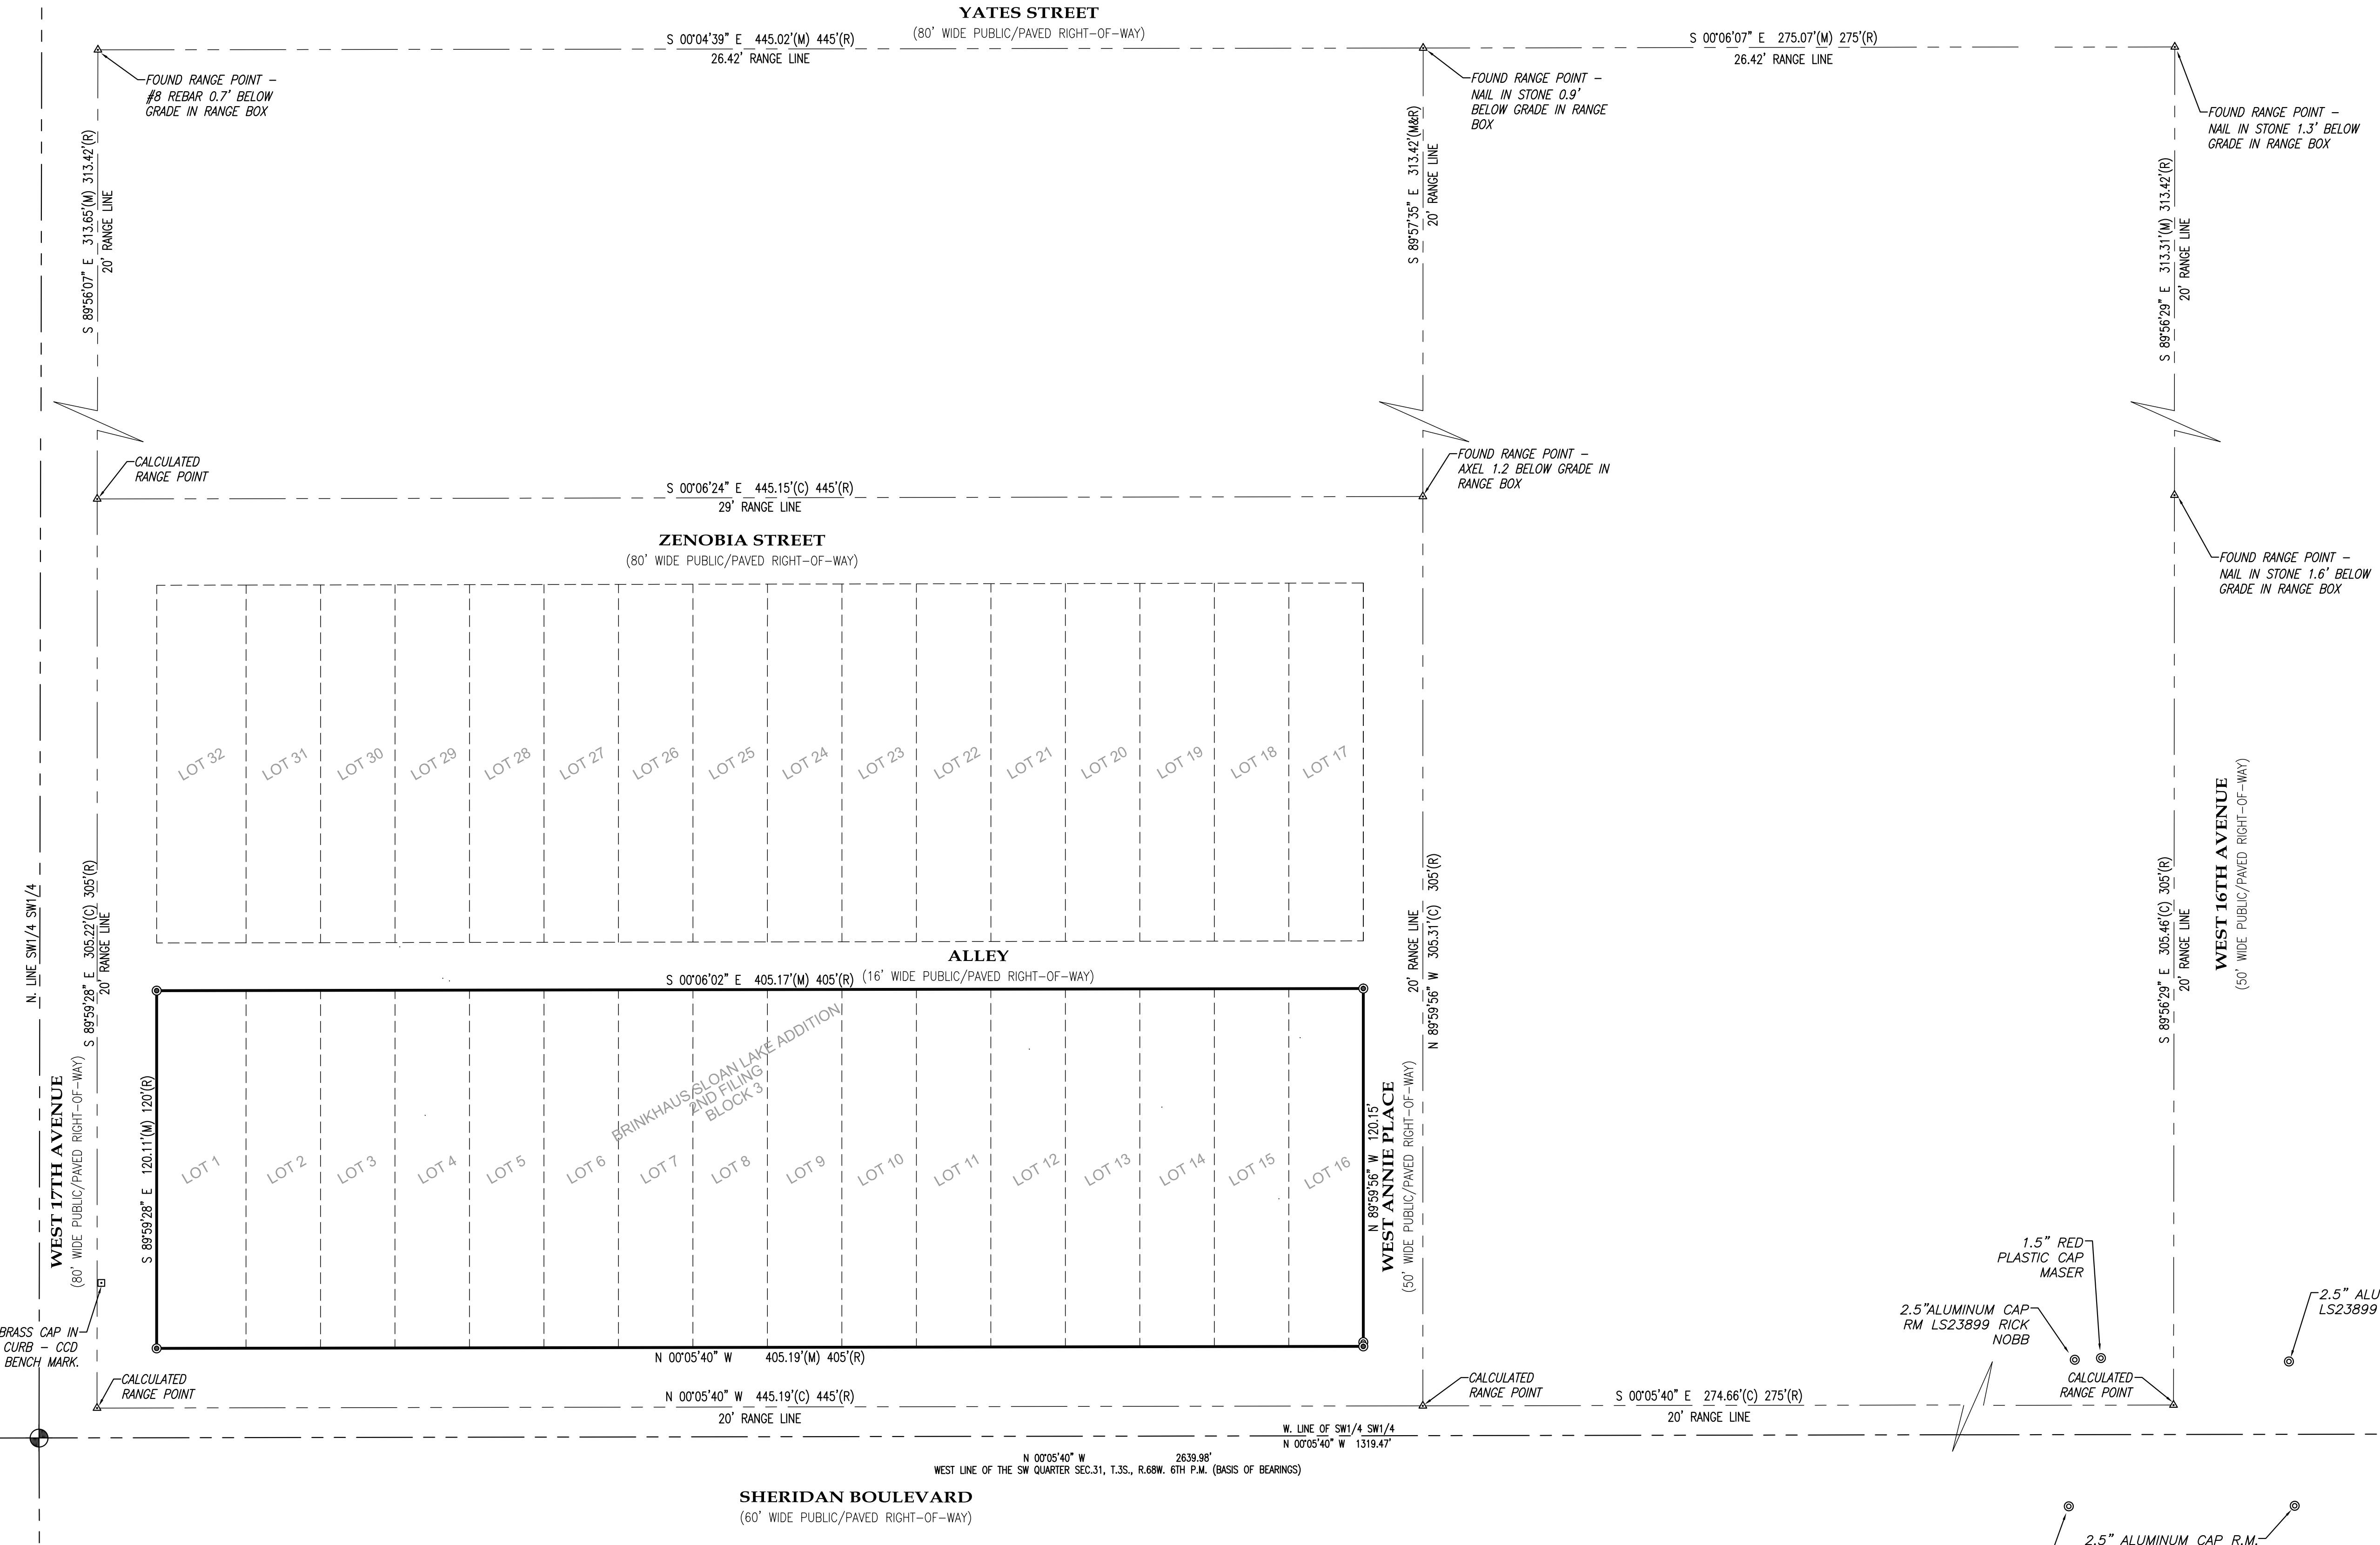 YATES STREET
(80' WIDE PUBLIC/PAVED RIGHT-OF-WAY)
S 00°04'39" E 445.02'(M) 445'(R)
26.42' RANGE LINE
S 00°06'07" E 275.07'(M) 275'(R)
26.42' RANGE LINE
FOUND RANGE POINT –
#8 REBAR 0.7' BELOW
GRADE IN RANGE BOX
FOUND RANGE POINT –
NAIL IN STONE 0.9'
BELOW GRADE IN RANGE
BOX
FOUND RANGE POINT –
NAIL IN STONE 1.3' BELOW
GRADE IN RANGE BOX
S 89°56'07" E 313.65'(M) 313.42'(R)
20' RANGE LINE
S 89°57'35" E 313.42'(M&R)
20' RANGE LINE
S 89°56'29" E 313.31'(M) 313.42'(R)
20' RANGE LINE
CALCULATED
RANGE POINT
FOUND RANGE POINT –
AXEL 1.2 BELOW GRADE IN
RANGE BOX
S 00°06'24" E 445.15'(C) 445'(R)
29' RANGE LINE
ZENOBIA STREET
(80' WIDE PUBLIC/PAVED RIGHT-OF-WAY)
FOUND RANGE POINT –
NAIL IN STONE 1.6' BELOW
GRADE IN RANGE BOX
LOT 32
LOT 31
LOT 30
LOT 29
LOT 28
LOT 27
LOT 26
LOT 25
LOT 24
LOT 23
LOT 22
LOT 21
LOT 20
LOT 19
LOT 18
LOT 17
N. LINE SW1/4 SW1/4
S 89°59'28" E 305.22'(C) 305'(R)
20' RANGE LINE
20' RANGE LINE
N 89°59'56" W 305.31'(C) 305'(R)
S 89°56'29" E 305.46'(C) 305'(R)
20' RANGE LINE
WEST 16TH AVENUE
(50' WIDE PUBLIC/PAVED RIGHT-OF-WAY)
ALLEY
(16' WIDE PUBLIC/PAVED RIGHT-OF-WAY)
S 00°06'02" E 405.17'(M) 405'(R)
BRINKHAUS/SLOAN LAKE ADDITION
2ND FILING
BLOCK 3
WEST 17TH AVENUE
(80' WIDE PUBLIC/PAVED RIGHT-OF-WAY)
S 89°59'28" E 120.11'(M) 120'(R)
LOT 1
LOT 2
LOT 3
LOT 4
LOT 5
LOT 6
LOT 7
LOT 8
LOT 9
LOT 10
LOT 11
LOT 12
LOT 13
LOT 14
LOT 15
LOT 16
N 89°59'56" W 120.15'
WEST ANNIE PLACE
(50' WIDE PUBLIC/PAVED RIGHT-OF-WAY)
1.5" RED
PLASTIC CAP
MASER
2.5"ALUMINUM CAP
RM LS23899 RICK
NOBB
2.5" ALU
LS23899
BRASS CAP IN
CURB – CCD
BENCH MARK.
N 00°05'40" W 405.19'(M) 405'(R)
CALCULATED
RANGE POINT
N 00°05'40" W 445.19'(C) 445'(R)
20' RANGE LINE
CALCULATED
RANGE POINT
S 00°05'40" E 274.66'(C) 275'(R)
20' RANGE LINE
CALCULATED
RANGE POINT
W. LINE OF SW1/4 SW1/4
N 00°05'40" W 1319.47'
N 00°05'40" W 2639.98'
WEST LINE OF THE SW QUARTER SEC.31, T.3S., R.68W. 6TH P.M. (BASIS OF BEARINGS)
SHERIDAN BOULEVARD
(60' WIDE PUBLIC/PAVED RIGHT-OF-WAY)
2.5" ALUMINUM CAP R.M.